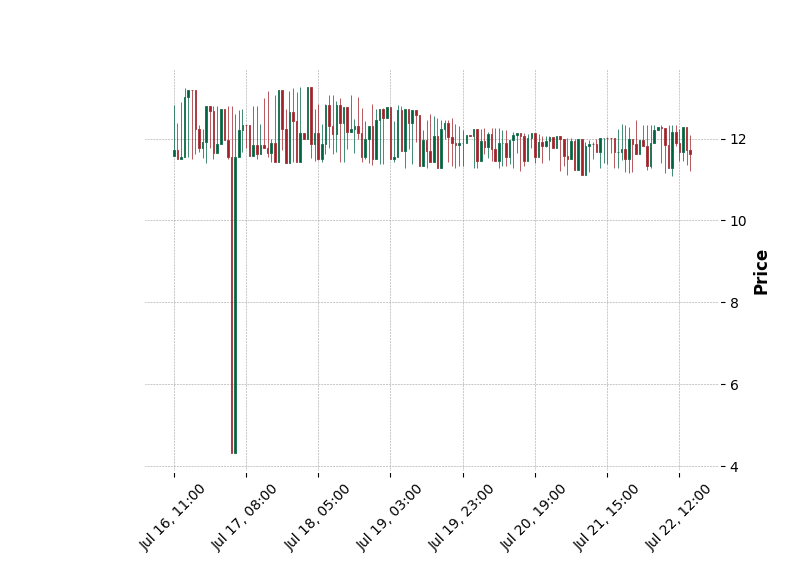 12
10
8
6
4
Price
Jul 16, 11:00
Jul 17, 08:00
Jul 18, 05:00
Jul 19, 03:00
Jul 19, 23:00
Jul 20, 19:00
Jul 21, 15:00
Jul 22, 12:00